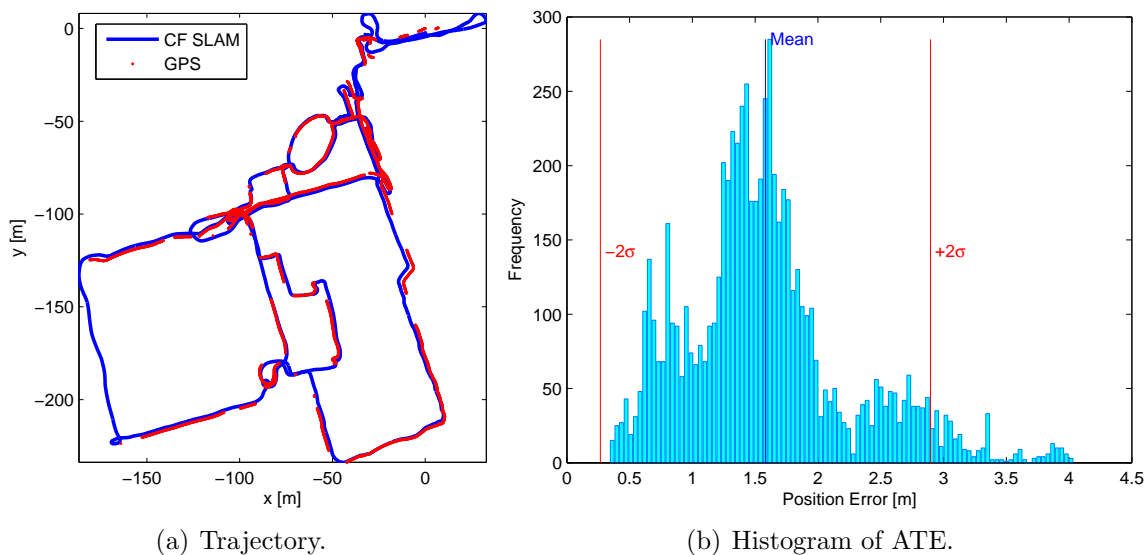 CF SLAM
GPS
0
−50
−100
−150
−200
y [m]
−150
−100
−50
0
x [m]
(a) Trajectory.
300
250
200
150
100
50
0
Frequency
Mean
−2σ
+2σ
0
0.5
1
1.5
2
2.5
3
3.5
4
4.5
Position Error [m]
(b) Histogram of ATE.